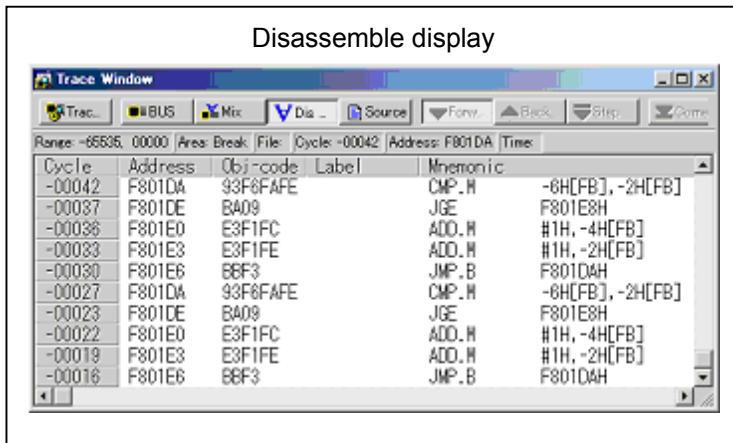 Disassemble display
Trace Window
Trac... BUS Mix Dis ... Source Forw.. Back. Step Come
Range: -65535, 00000 Area: Break File: Cycle: -00042 Address: F801DA Time:
Cycle Address Obj-code Label Mnemonic
-00042 F801DA 93F6FAFE CMP.W -6H[FB],-2H[FB]
-00037 F801DE BA09 JGE F801E8H
-00036 F801E0 E3F1FC ADD.W #1H,-4H[FB]
-00033 F801E3 E3F1FE ADD.W #1H,-2H[FB]
-00030 F801E6 BBF3 JMP.B F801DAH
-00027 F801DA 93F6FAFE CMP.W -6H[FB],-2H[FB]
-00023 F801DE BA09 JGE F801E8H
-00022 F801E0 E3F1FC ADD.W #1H,-4H[FB]
-00019 F801E3 E3F1FE ADD.W #1H,-2H[FB]
-00016 F801E6 BBF3 JMP.B F801DAH